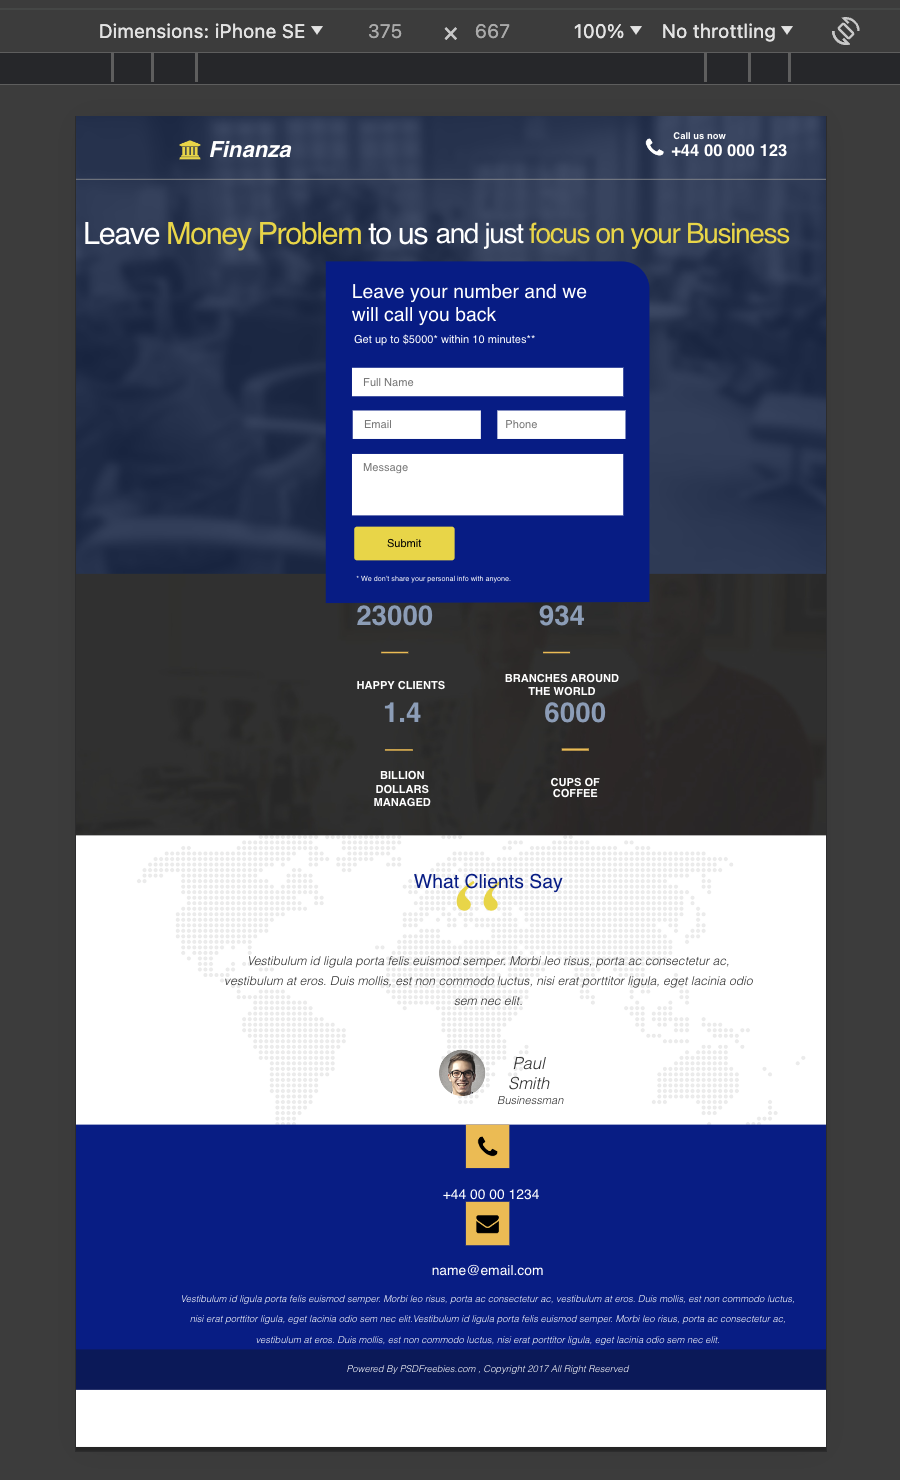 Dimensions: iPhone SE ▼ 375 × 667 100% ▼ No throttling ▼
Finanza
Call us now
+44 00 000 123
Leave Money Problem to us and just focus on your Business
Leave your number and we
will call you back
Get up to $5000* within 10 minutes**
Full Name
Email Phone
Message
Submit
* We don't share your personal info with anyone.
23000 934
HAPPY CLIENTS BRANCHES AROUND
THE WORLD
1.4 6000
BILLION
DOLLARS
MANAGED
CUPS OF
COFFEE
What Clients Say
“
Vestibulum id ligula porta felis euismod semper. Morbi leo risus, porta ac consectetur ac,
vestibulum at eros. Duis mollis, est non commodo luctus, nisi erat porttitor ligula, eget lacinia odio
sem nec elit.
Paul
Smith
Businessman
+44 00 00 1234
name@email.com
Vestibulum id ligula porta felis euismod semper. Morbi leo risus, porta ac consectetur ac, vestibulum at eros. Duis mollis, est non commodo luctus,
nisi erat porttitor ligula, eget lacinia odio sem nec elit.Vestibulum id ligula porta felis euismod semper. Morbi leo risus, porta ac consectetur ac,
vestibulum at eros. Duis mollis, est non commodo luctus, nisi erat porttitor ligula, eget lacinia odio sem nec elit.
Powered By PSDFreebies.com , Copyright 2017 All Right Reserved